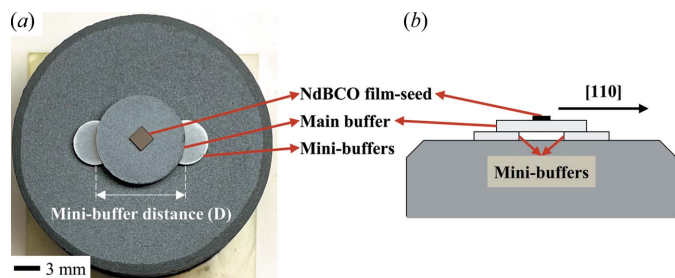 (a)
(b)
NdBCO film-seed
[110]
Main buffer
Mini-buffers
Mini-buffers
Mini-buffer distance (D)
3 mm